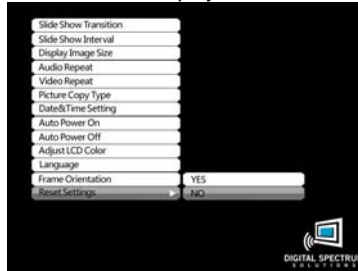 Slide Show Transition
Slide Show Interval
Display Image Size
Audio Repeat
Video Repeat
Picture Copy Type
Date&Time Setting
Auto Power On
Auto Power Off
Adjust LCD Color
Language
Frame Orientation YES
Reset Settings NO
DIGITAL SPECTRU
SOLUTIONS